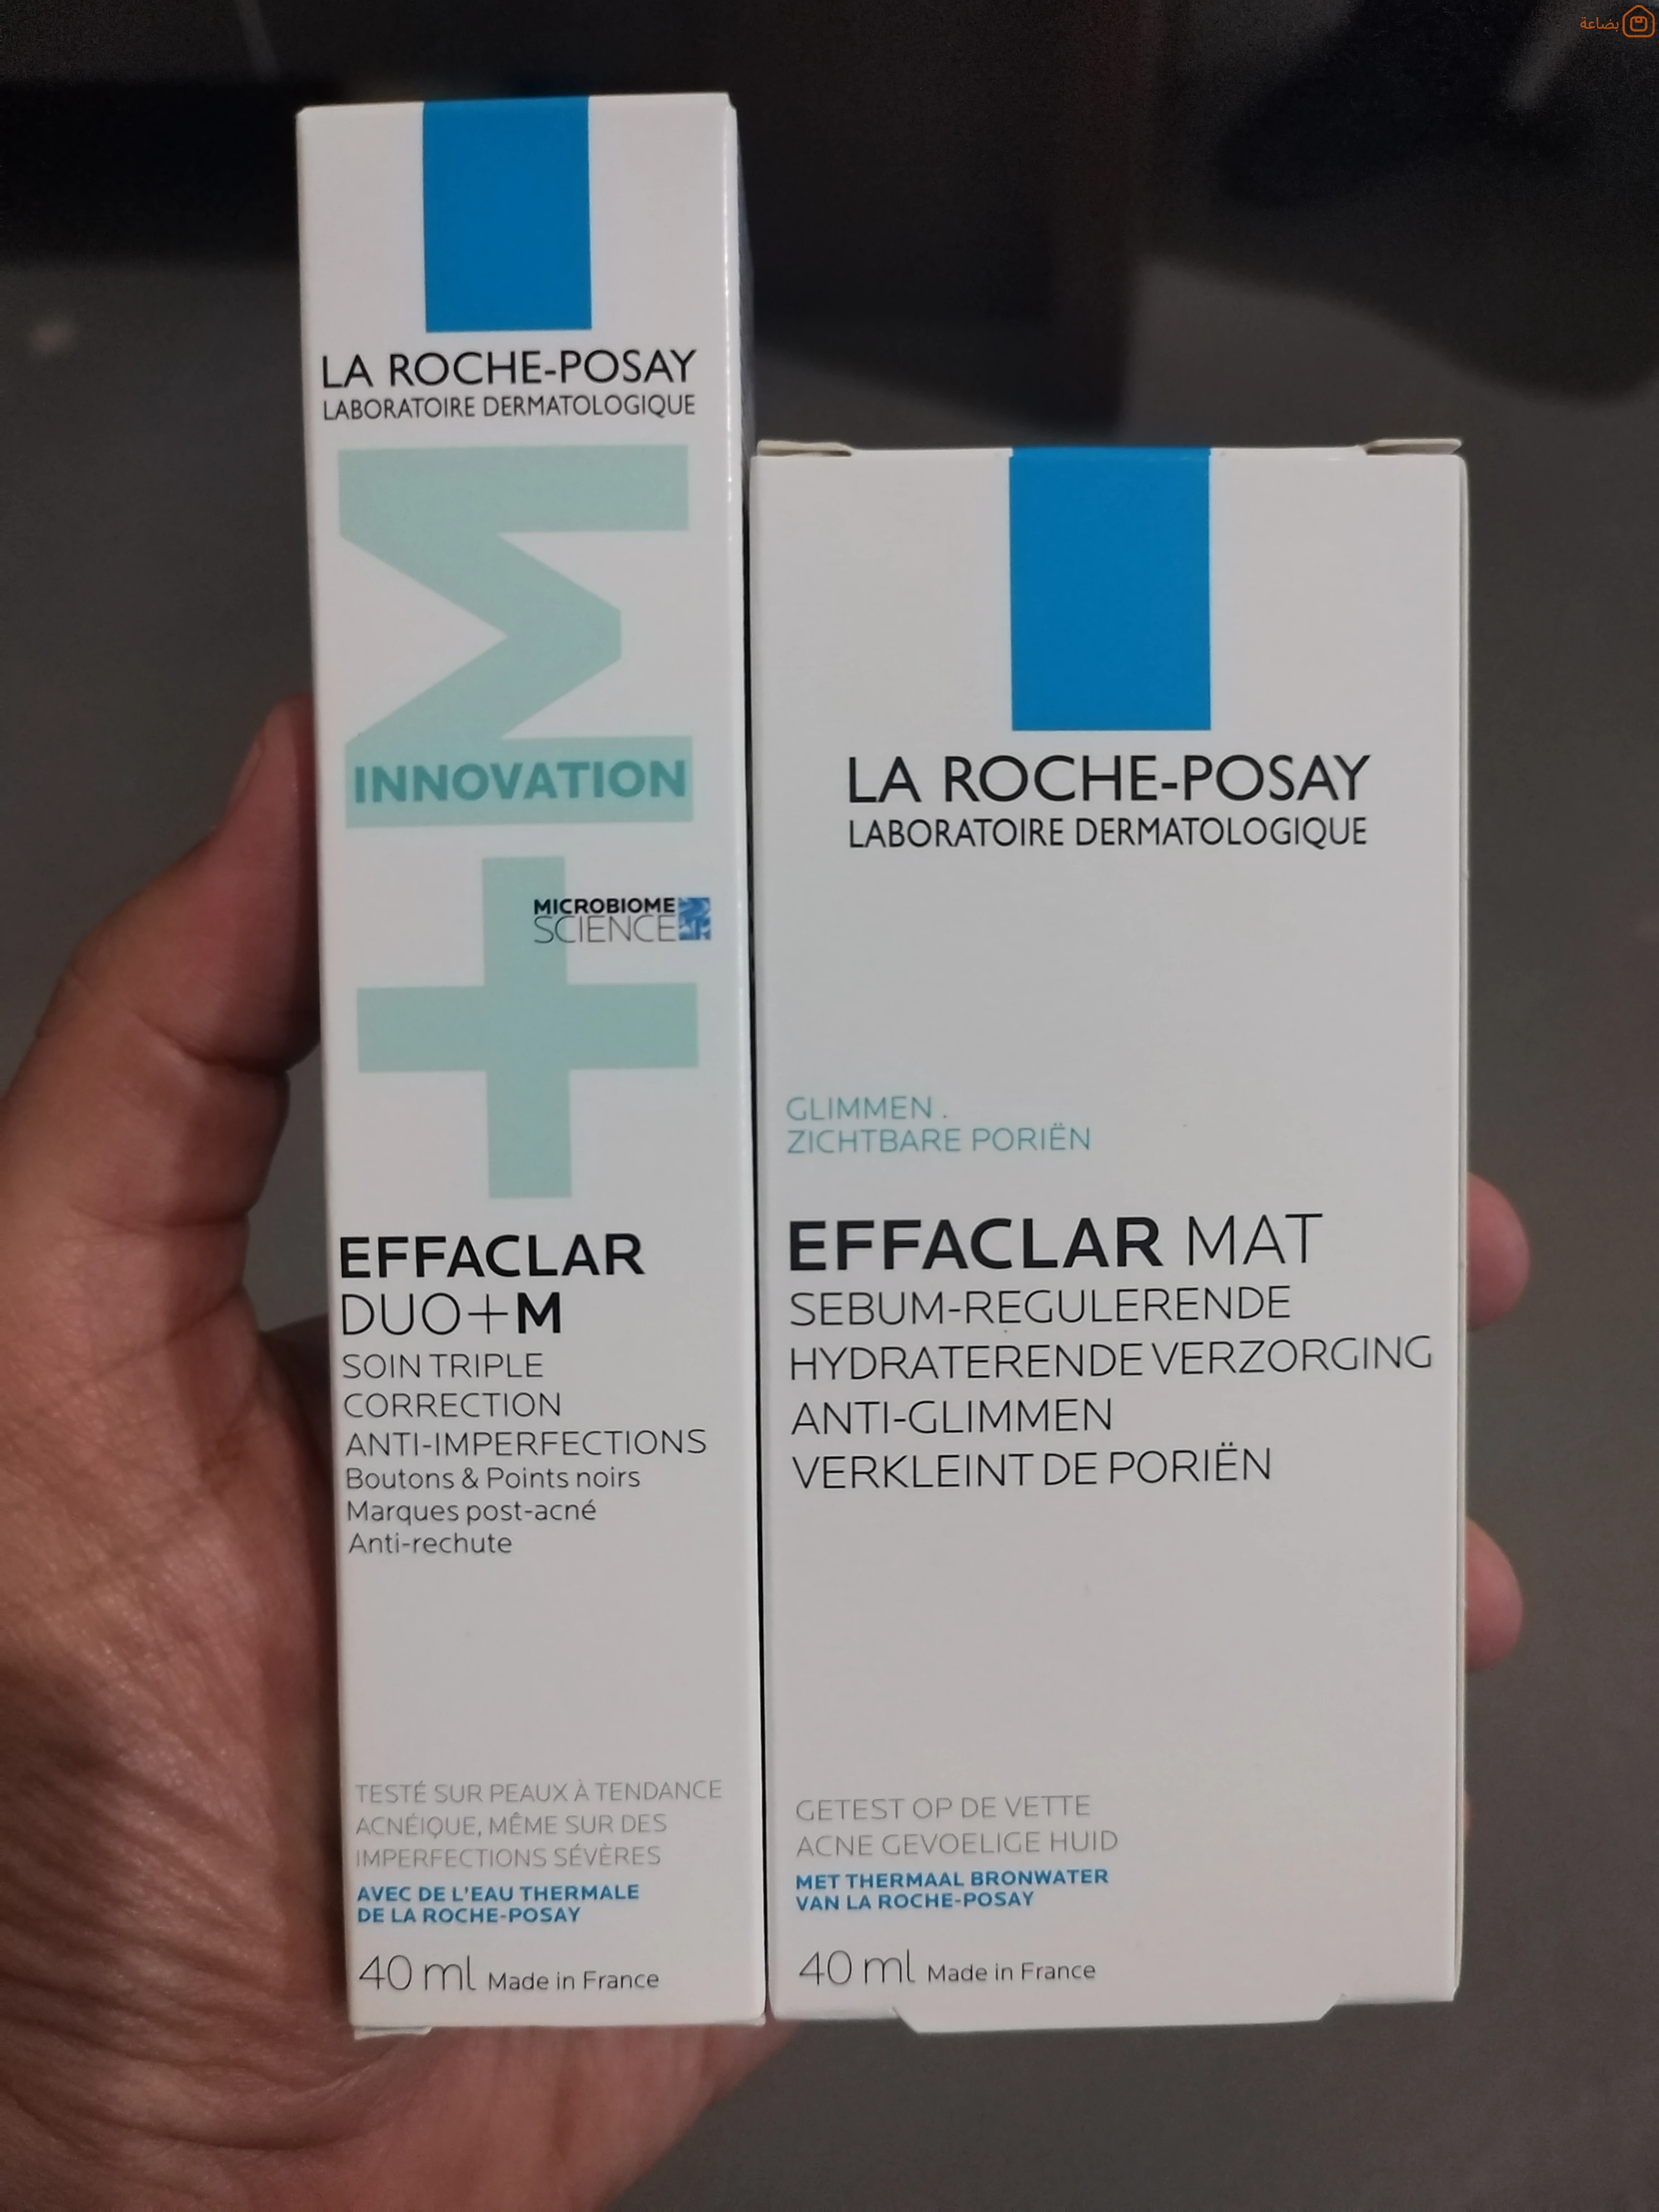 بضاعة
LA ROCHE-POSAY
LABORATOIRE DERMATOLOGIQUE
M
INNOVATION
+
MICROBIOME
SCIENCE
EFFACLAR
DUO+M
SOIN TRIPLE
CORRECTION
ANTI-IMPERFECTIONS
Boutons & Points noirs
Marques post-acné
Anti-rechute
TESTÉ SUR PEAUX À TENDANCE
ACNÉIQUE, MÊME SUR DES
IMPERFECTIONS SÉVÈRES
AVEC DE L'EAU THERMALE
DE LA ROCHE-POSAY
40 ml Made in France
LA ROCHE-POSAY
LABORATOIRE DERMATOLOGIQUE
GLIMMEN .
ZICHTBARE PORIËN
EFFACLAR MAT
SEBUM-REGULERENDE
HYDRATERENDE VERZORGING
ANTI-GLIMMEN
VERKLEINT DE PORIËN
GETEST OP DE VETTE
ACNE GEVOELIGE HUID
MET THERMAAL BRONWATER
VAN LA ROCHE-POSAY
40 ml Made in France